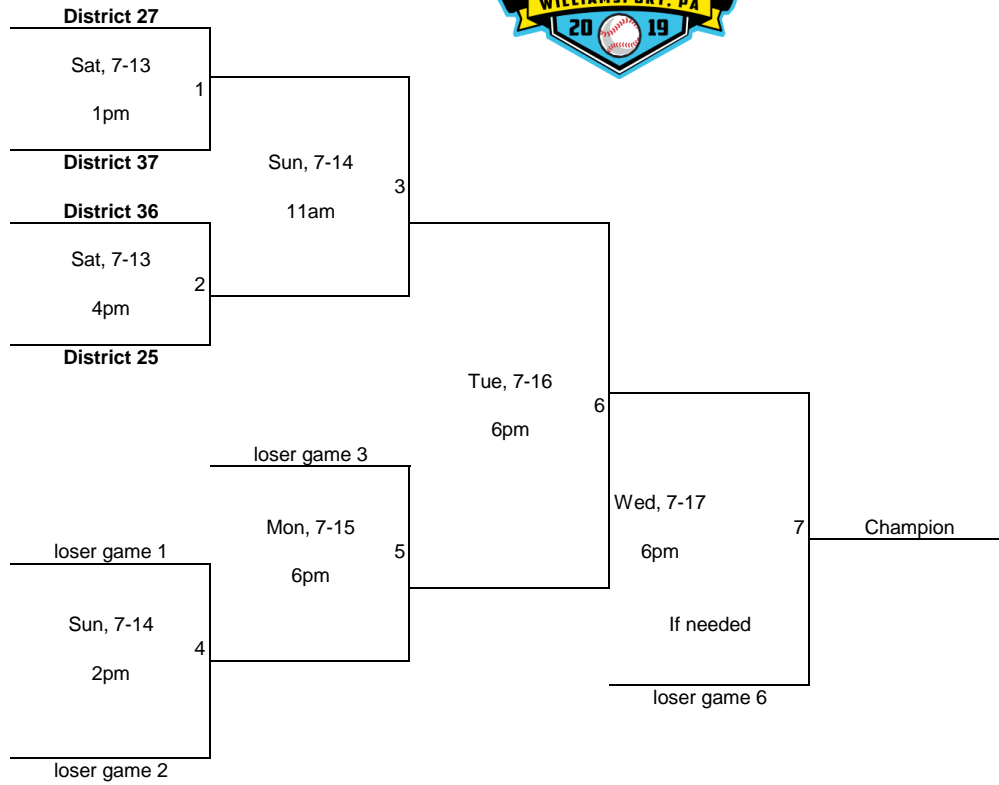 WILLIAMSPORT, PA
20 19
District 27
Sat, 7-13
1
1pm
District 37
Sun, 7-14
3
11am
District 36
Sat, 7-13
2
4pm
District 25
Tue, 7-16
6
6pm
loser game 3
Mon, 7-15
5
6pm
Wed, 7-17
7
6pm
If needed
Champion
loser game 1
Sun, 7-14
4
2pm
loser game 6
loser game 2